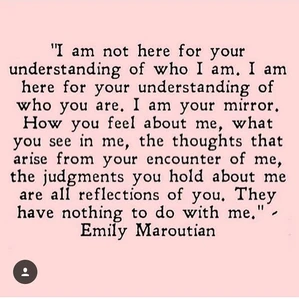 "I am not here for your
understanding of who I am. I am
here for your understanding of
who you are. I am your mirror.
How you feel about me, what
you see in me, the thoughts that
arise from your encounter of me,
the judgments you hold about me
are all reflections of you. They
have nothing to do with me." -
Emily Maroutian